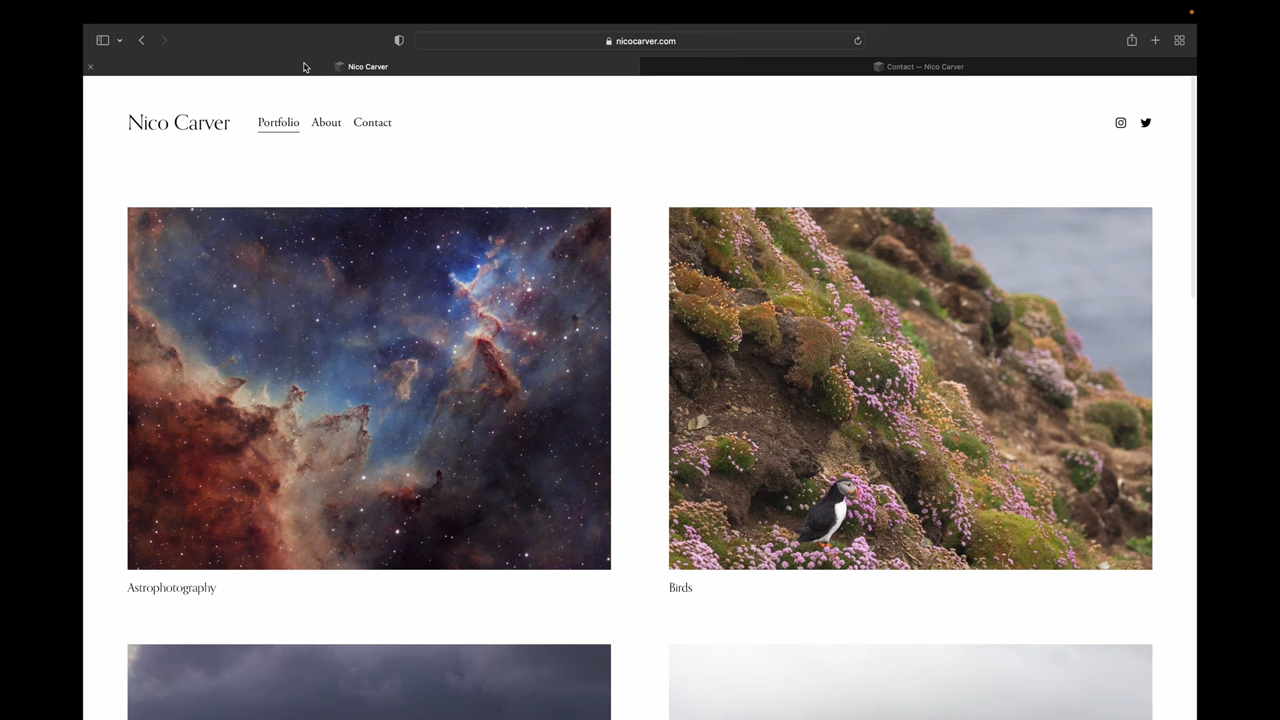 nicocarver.com
Nico Carver
Contact — Nico Carver
Nico Carver
Portfolio
About
Contact
Astrophotography
Birds